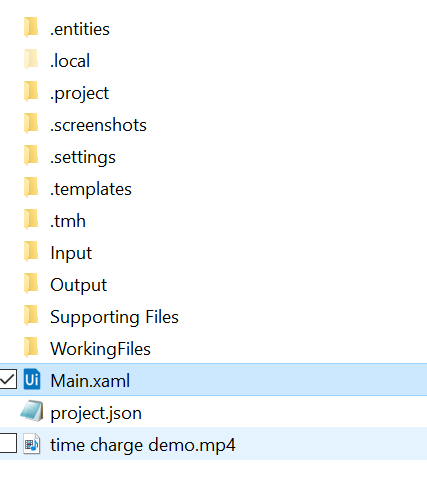 .entities
.local
.project
.screenshots
.settings
.templates
.tmh
Input
Output
Supporting Files
WorkingFiles
Ui Main.xaml
project.json
time charge demo.mp4